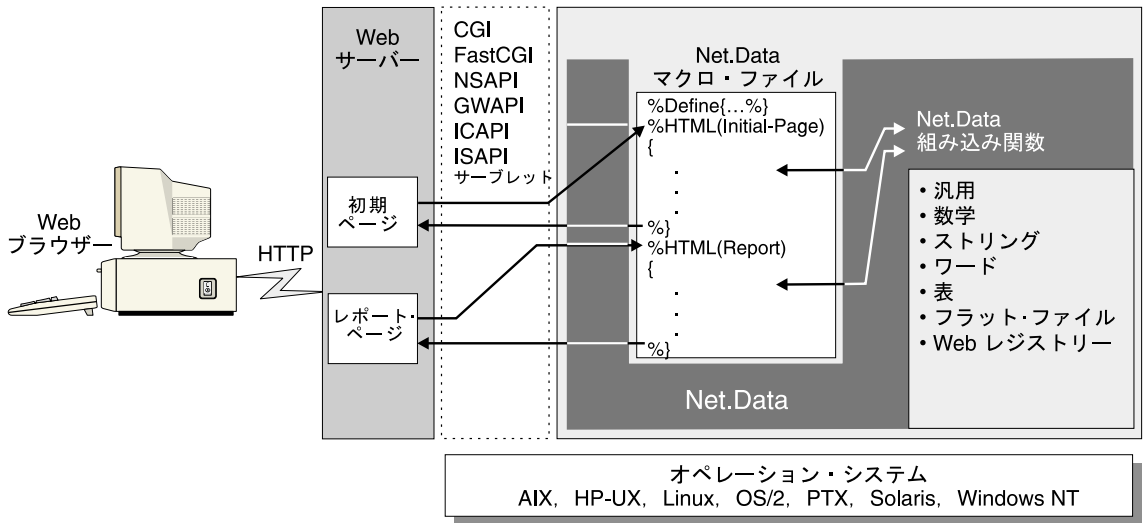 Web
ブラウザー
HTTP
Web
サーバー
初期
ページ
レポート・
ページ
CGI
FastCGI
NSAPI
GWAPI
ICAPI
ISAPI
サーブレット
Net.Data
マクロ・ファイル
%Define{...%}
%HTML(Initial-Page)
{
.
.
.
%}
%HTML(Report)
{
.
.
.
%}
Net.Data
Net.Data
組み込み関数
• 汎用
• 数学
• ストリング
• ワード
• 表
• フラット・ファイル
• Web レジストリー
オペレーション・システム
AIX, HP-UX, Linux, OS/2, PTX, Solaris, Windows NT